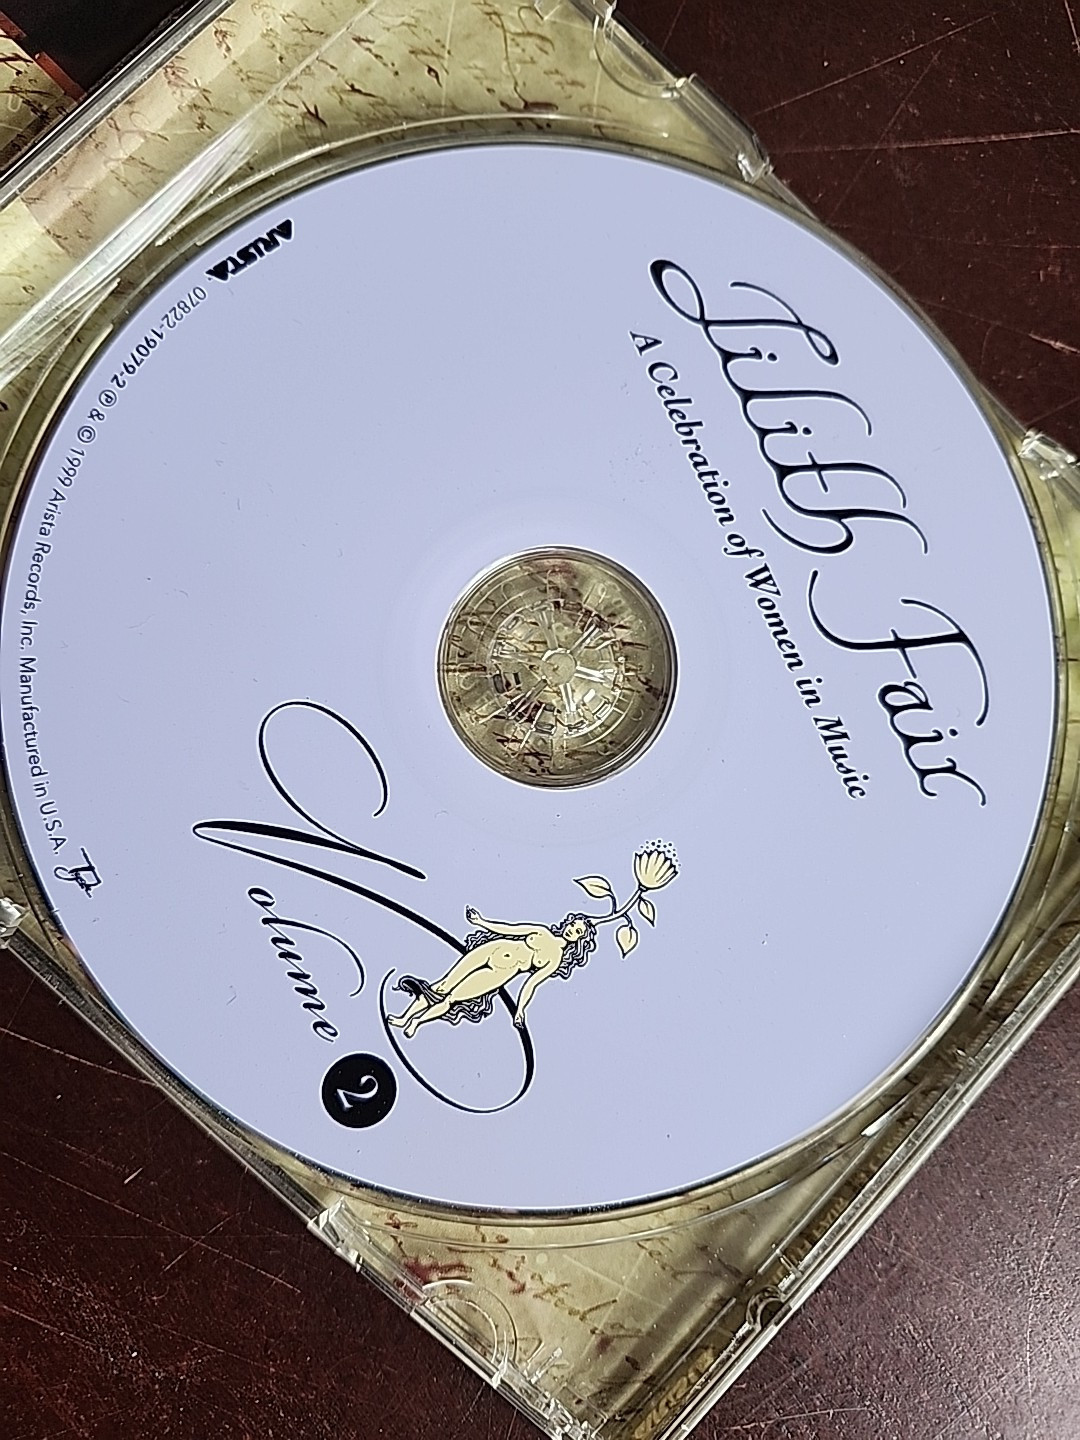 Lilith Fair
A Celebration of Women in Music
Volume 2
ARISTA
07822-19079-2 ℗ & © 1999 Arista Records, Inc. Manufactured in U.S.A.